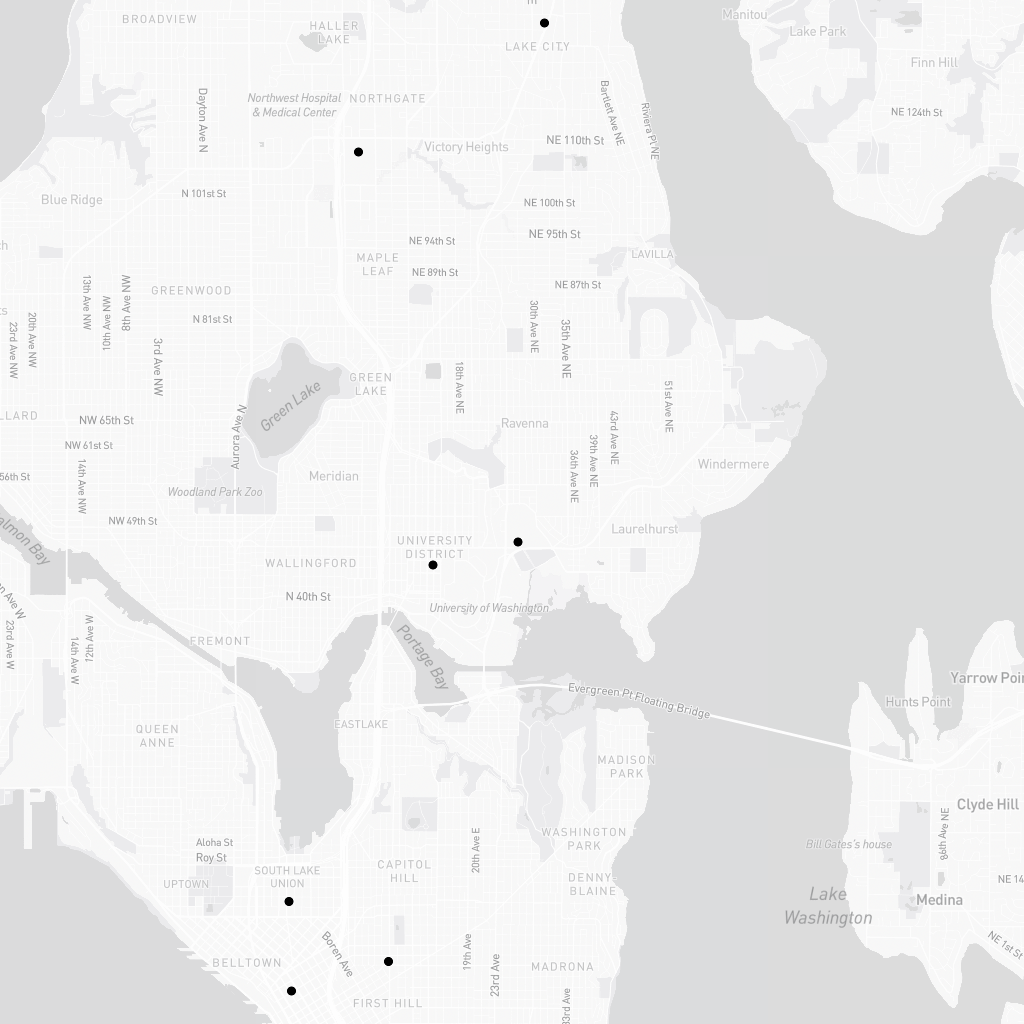 BROADVIEW
HALLER
LAKE
LAKE CITY
Manitou
Lake Park
Finn Hill
Dayton Ave N
Northwest Hospital
& Medical Center
NORTHGATE
Bartlett Ave NE
Riviera Pl NE
NE 124th St
Victory Heights
NE 110th St
N 101st St
Blue Ridge
NE 100th St
NE 94th St
NE 95th St
MAPLE
LEAF
LAVILLA
NE 89th St
NE 87th St
GREENWOOD
13th Ave NW
10th Ave NW
8th Ave NW
N 81st St
20th Ave NW
23rd Ave NW
3rd Ave NW
30th Ave NE
35th Ave NE
GREEN
LAKE
Green Lake
18th Ave NE
51st Ave NE
LLARD
NW 65th St
Aurora Ave N
Ravenna
43rd Ave NE
NW 61st St
39th Ave NE
36th Ave NE
Windermere
56th St
14th Ave NW
Meridian
Woodland Park Zoo
NW 49th St
almon Bay
Laurelhurst
UNIVERSITY
DISTRICT
WALLINGFORD
N 40th St
University of Washington
n Ave W
23rd Ave W
14th Ave W
12th Ave W
FREMONT
Portage Bay
Yarrow Poin
Evergreen Pt Floating Bridge
Hunts Point
EASTLAKE
QUEEN
ANNE
MADISON
PARK
Clyde Hill
Aloha St
Roy St
20th Ave E
WASHINGTON
PARK
86th Ave NE
Bill Gates's house
SOUTH LAKE
UNION
UPTOWN
CAPITOL
HILL
DENNY-
BLAINE
NE 14
Lake
Washington
Medina
Boren Ave
19th Ave
23rd Ave
NE 1st St
BELLTOWN
MADRONA
FIRST HILL
33rd Ave